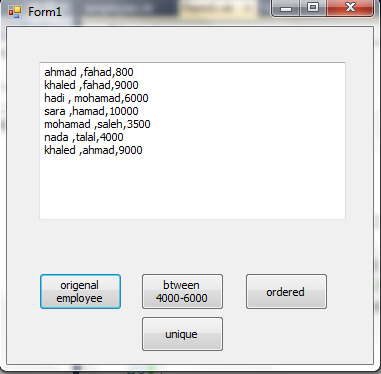 Form1
ahmad ,fahad,800
khaled ,fahad,9000
hadi , mohamad,6000
sara ,hamad,10000
mohamad ,saleh,3500
nada ,talal,4000
khaled ,ahmad,9000
origenal
employee
btween
4000-6000
ordered
unique